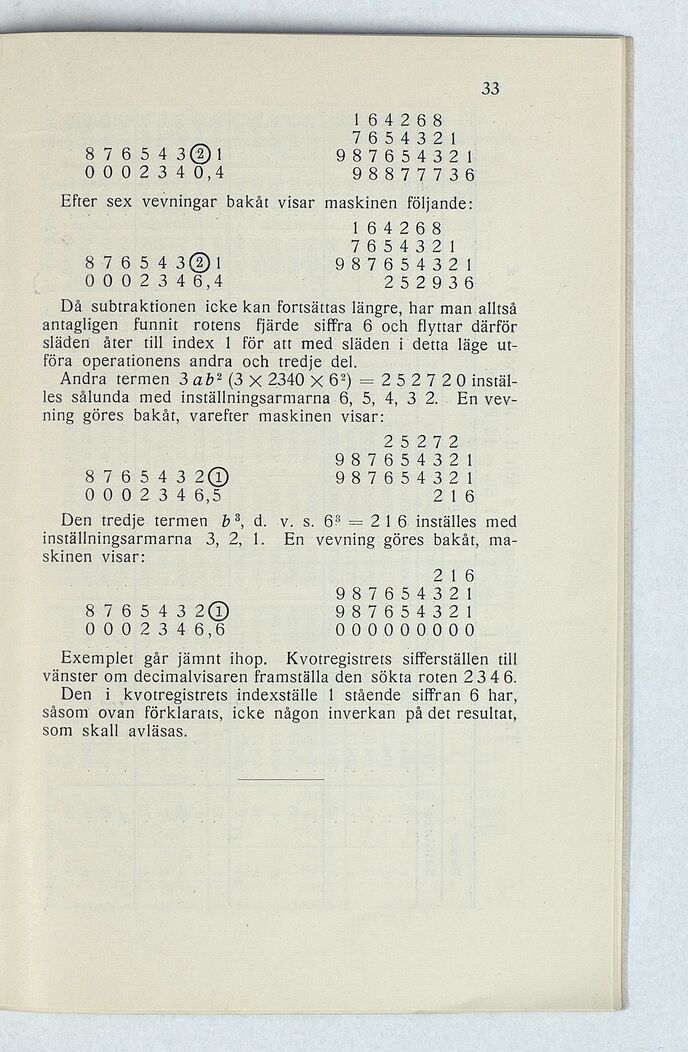 33
1 6 4 2 6 8
7 6 5 4 3 2 1
8 7 6 5 4 3 ② 1 9 8 7 6 5 4 3 2 1
0 0 0 2 3 4 0,4 9 8 8 7 7 7 3 6
Efter sex vevningar bakåt visar maskinen följande:
1 6 4 2 6 8
7 6 5 4 3 2 1
8 7 6 5 4 3 ② 1 9 8 7 6 5 4 3 2 1
0 0 0 2 3 4 6,4 2 5 2 9 3 6
Då subtraktionen icke kan fortsättas längre, har man alltså
antagligen funnit rotens fjärde siffra 6 och flyttar därför
släden åter till index 1 för att med släden i detta läge ut-
föra operationens andra och tredje del.
Andra termen 3 ab² (3 × 2340 × 6²) = 2 5 2 7 2 0 instäl-
les sålunda med inställningsarmarna 6, 5, 4, 3 2. En vev-
ning göres bakåt, varefter maskinen visar:
2 5 2 7 2
9 8 7 6 5 4 3 2 1
8 7 6 5 4 3 2 ① 9 8 7 6 5 4 3 2 1
0 0 0 2 3 4 6,5 2 1 6
Den tredje termen b³, d. v. s. 6³ = 2 1 6 inställes med
inställningsarmarna 3, 2, 1. En vevning göres bakåt, ma-
skinen visar:
2 1 6
9 8 7 6 5 4 3 2 1
8 7 6 5 4 3 2 ① 9 8 7 6 5 4 3 2 1
0 0 0 2 3 4 6,6 0 0 0 0 0 0 0 0 0
Exemplet går jämnt ihop. Kvotregistrets sifferställen till
vänster om decimalvisaren framställa den sökta roten 2 3 4 6.
Den i kvotregistrets indexställe 1 stående siffran 6 har,
såsom ovan förklarats, icke någon inverkan på det resultat,
som skall avläsas.